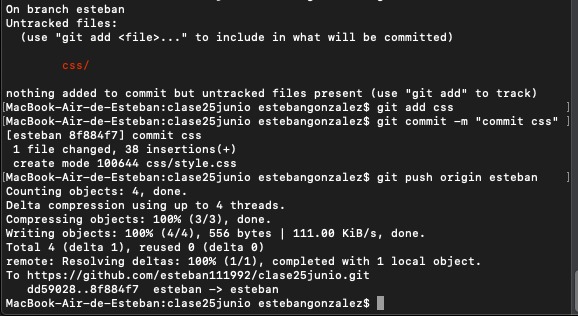 On branch esteban
Untracked files:
(use "git add <file>..." to include in what will be committed)
css/
nothing added to commit but untracked files present (use "git add" to track)
[MacBook-Air-de-Esteban:clase25junio estebangonzalez$ git add css ]
[MacBook-Air-de-Esteban:clase25junio estebangonzalez$ git commit -m "commit css" ]
[esteban 8f884f7] commit css
1 file changed, 38 insertions(+)
create mode 100644 css/style.css
[MacBook-Air-de-Esteban:clase25junio estebangonzalez$ git push origin esteban ]
Counting objects: 4, done.
Delta compression using up to 4 threads.
Compressing objects: 100% (3/3), done.
Writing objects: 100% (4/4), 556 bytes | 111.00 KiB/s, done.
Total 4 (delta 1), reused 0 (delta 0)
remote: Resolving deltas: 100% (1/1), completed with 1 local object.
To https://github.com/esteban111992/clase25junio.git
dd59028..8f884f7 esteban -> esteban
MacBook-Air-de-Esteban:clase25junio estebangonzalez$